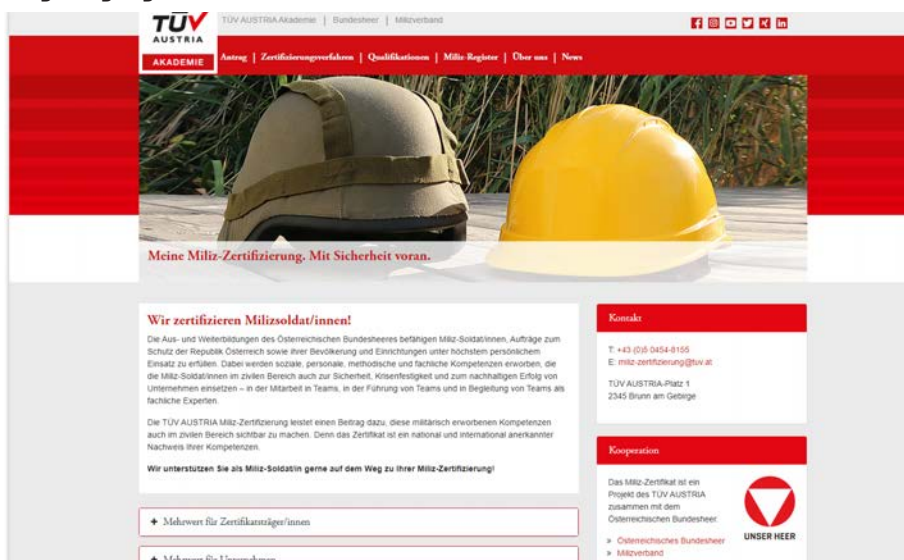 TÜV
AUSTRIA
AKADEMIE
TÜV AUSTRIA Akademie | Bundesheer | Milizverband
Antrag | Zertifizierungsverfahren | Qualifikationen | Miliz-Register | Über uns | News
Meine Miliz-Zertifizierung. Mit Sicherheit voran.
Wir zertifizieren Milizsoldat/innen!
Die Aus- und Weiterbildungen des Österreichischen Bundesheeres befähigen Miliz-Soldat/innen, Aufträge zum
Schutz der Republik Österreich sowie ihrer Bevölkerung und Einrichtungen unter höchstem persönlichem
Einsatz zu erfüllen. Dabei werden soziale, personale, methodische und fachliche Kompetenzen erworben, die
die Miliz-Soldat/innen im zivilen Bereich auch zur Sicherheit, Krisenfestigkeit und zum nachhaltigen Erfolg von
Unternehmen einsetzen – in der Mitarbeit in Teams, in der Führung von Teams und in Begleitung von Teams als
fachliche Experten.
Die TÜV AUSTRIA Miliz-Zertifizierung leistet einen Beitrag dazu, diese militärisch erworbenen Kompetenzen
auch im zivilen Bereich sichtbar zu machen. Denn das Zertifikat ist ein national und international anerkannter
Nachweis Ihrer Kompetenzen.
Wir unterstützen Sie als Miliz-Soldat/in gerne auf dem Weg zu Ihrer Miliz-Zertifizierung!
+ Mehrwert für Zertifikatsträger/innen
+ Mehrwert für Unternehmen
Kontakt
T: +43 (0)5 0454-8155
E: miliz-zertifizierung@tuv.at
TÜV AUSTRIA-Platz 1
2345 Brunn am Gebirge
Kooperation
Das Miliz-Zertifikat ist ein
Projekt des TÜV AUSTRIA
zusammen mit dem
Österreichischen Bundesheer.
» Österreichisches Bundesheer
» Milizverband
UNSER HEER